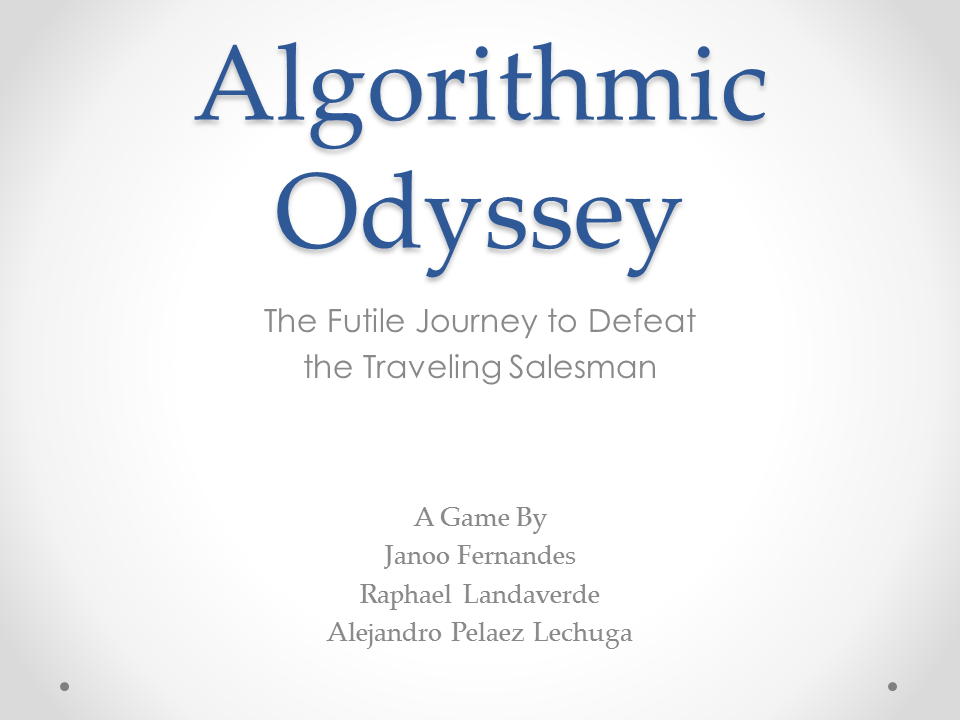 Algorithmic
Odyssey
The Futile Journey to Defeat
the Traveling Salesman
A Game By
Janoo Fernandes
Raphael Landaverde
Alejandro Pelaez Lechuga